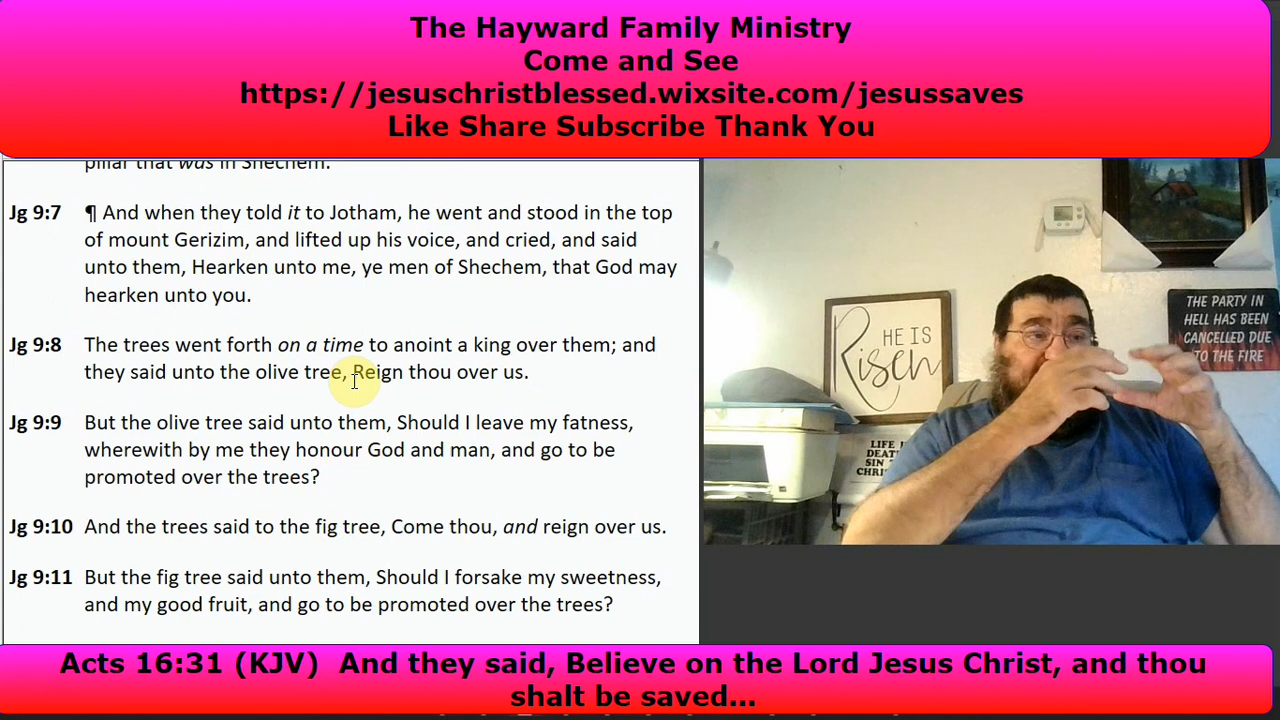 The Hayward Family Ministry
Come and See
https://jesuschristblessed.wixsite.com/jesussaves
Like Share Subscribe Thank You
pillar that was in Shechem.
Jg 9:7 ¶ And when they told it to Jotham, he went and stood in the top
of mount Gerizim, and lifted up his voice, and cried, and said
unto them, Hearken unto me, ye men of Shechem, that God may
hearken unto you.
Jg 9:8 The trees went forth on a time to anoint a king over them; and
they said unto the olive tree, Reign thou over us.
Jg 9:9 But the olive tree said unto them, Should I leave my fatness,
wherewith by me they honour God and man, and go to be
promoted over the trees?
Jg 9:10 And the trees said to the fig tree, Come thou, and reign over us.
Jg 9:11 But the fig tree said unto them, Should I forsake my sweetness,
and my good fruit, and go to be promoted over the trees?
HE IS
Risen
THE PARTY IN
HELL HAS BEEN
CANCELLED DUE
TO THE FIRE
LIFE
DEAT
SIN
CHRIS
Acts 16:31 (KJV) And they said, Believe on the Lord Jesus Christ, and thou
shalt be saved...